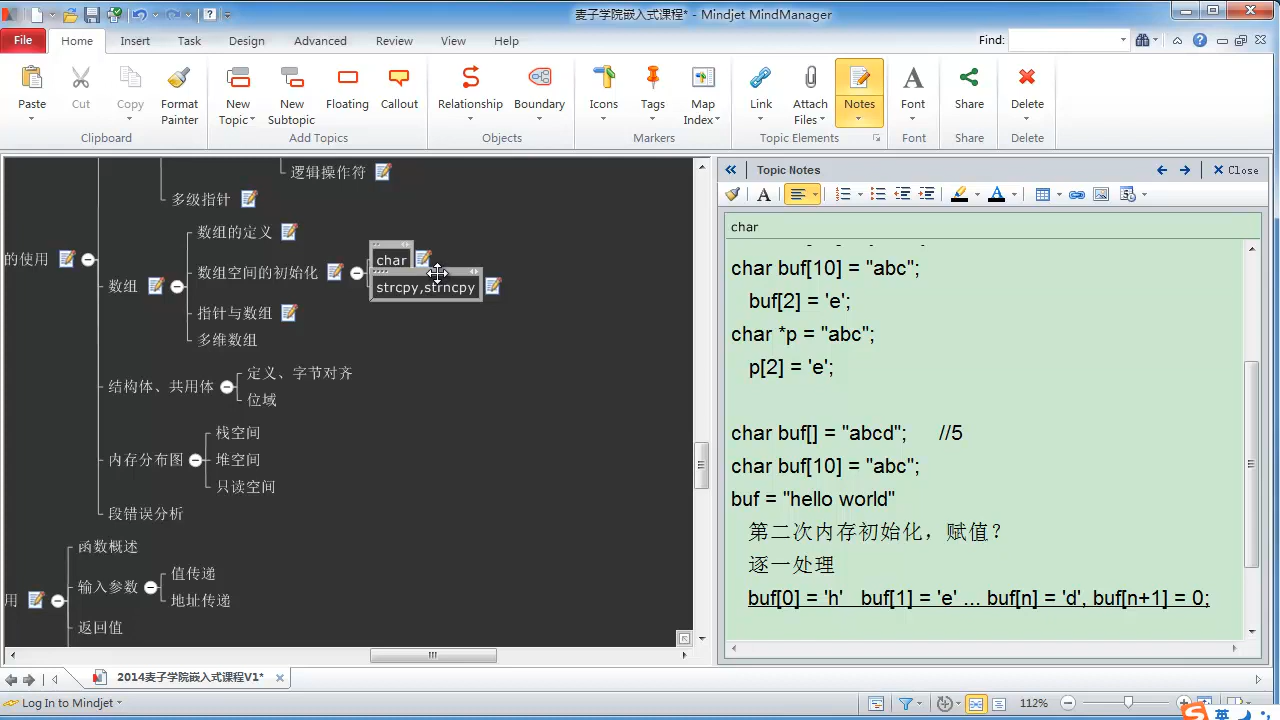 麦子学院嵌入式课程* - Mindjet MindManager
File Home Insert Task Design Advanced Review View Help Find:
Paste Cut Copy Format Painter New Topic New Subtopic Floating Callout Relationship Boundary Icons Tags Map Index Link Attach Files Notes Font Share Delete
Clipboard Add Topics Objects Markers Topic Elements Font Share Delete
逻辑操作符
多级指针
数组的定义
的使用
char
数组空间的初始化
数组
strcpy,strncpy
指针与数组
多维数组
定义、字节对齐
结构体、共用体
位域
栈空间
内存分布图
堆空间
只读空间
段错误分析
函数概述
值传递
输入参数
用
地址传递
返回值
Topic Notes Close
char
char buf[10] = "abc";
buf[2] = 'e';
char *p = "abc";
p[2] = 'e';
char buf[] = "abcd"; //5
char buf[10] = "abc";
buf = "hello world"
第二次内存初始化，赋值？
逐一处理
buf[0] = 'h' buf[1] = 'e' ... buf[n] = 'd', buf[n+1] = 0;
2014麦子学院嵌入式课程V1*
Log In to Mindjet 112% 英